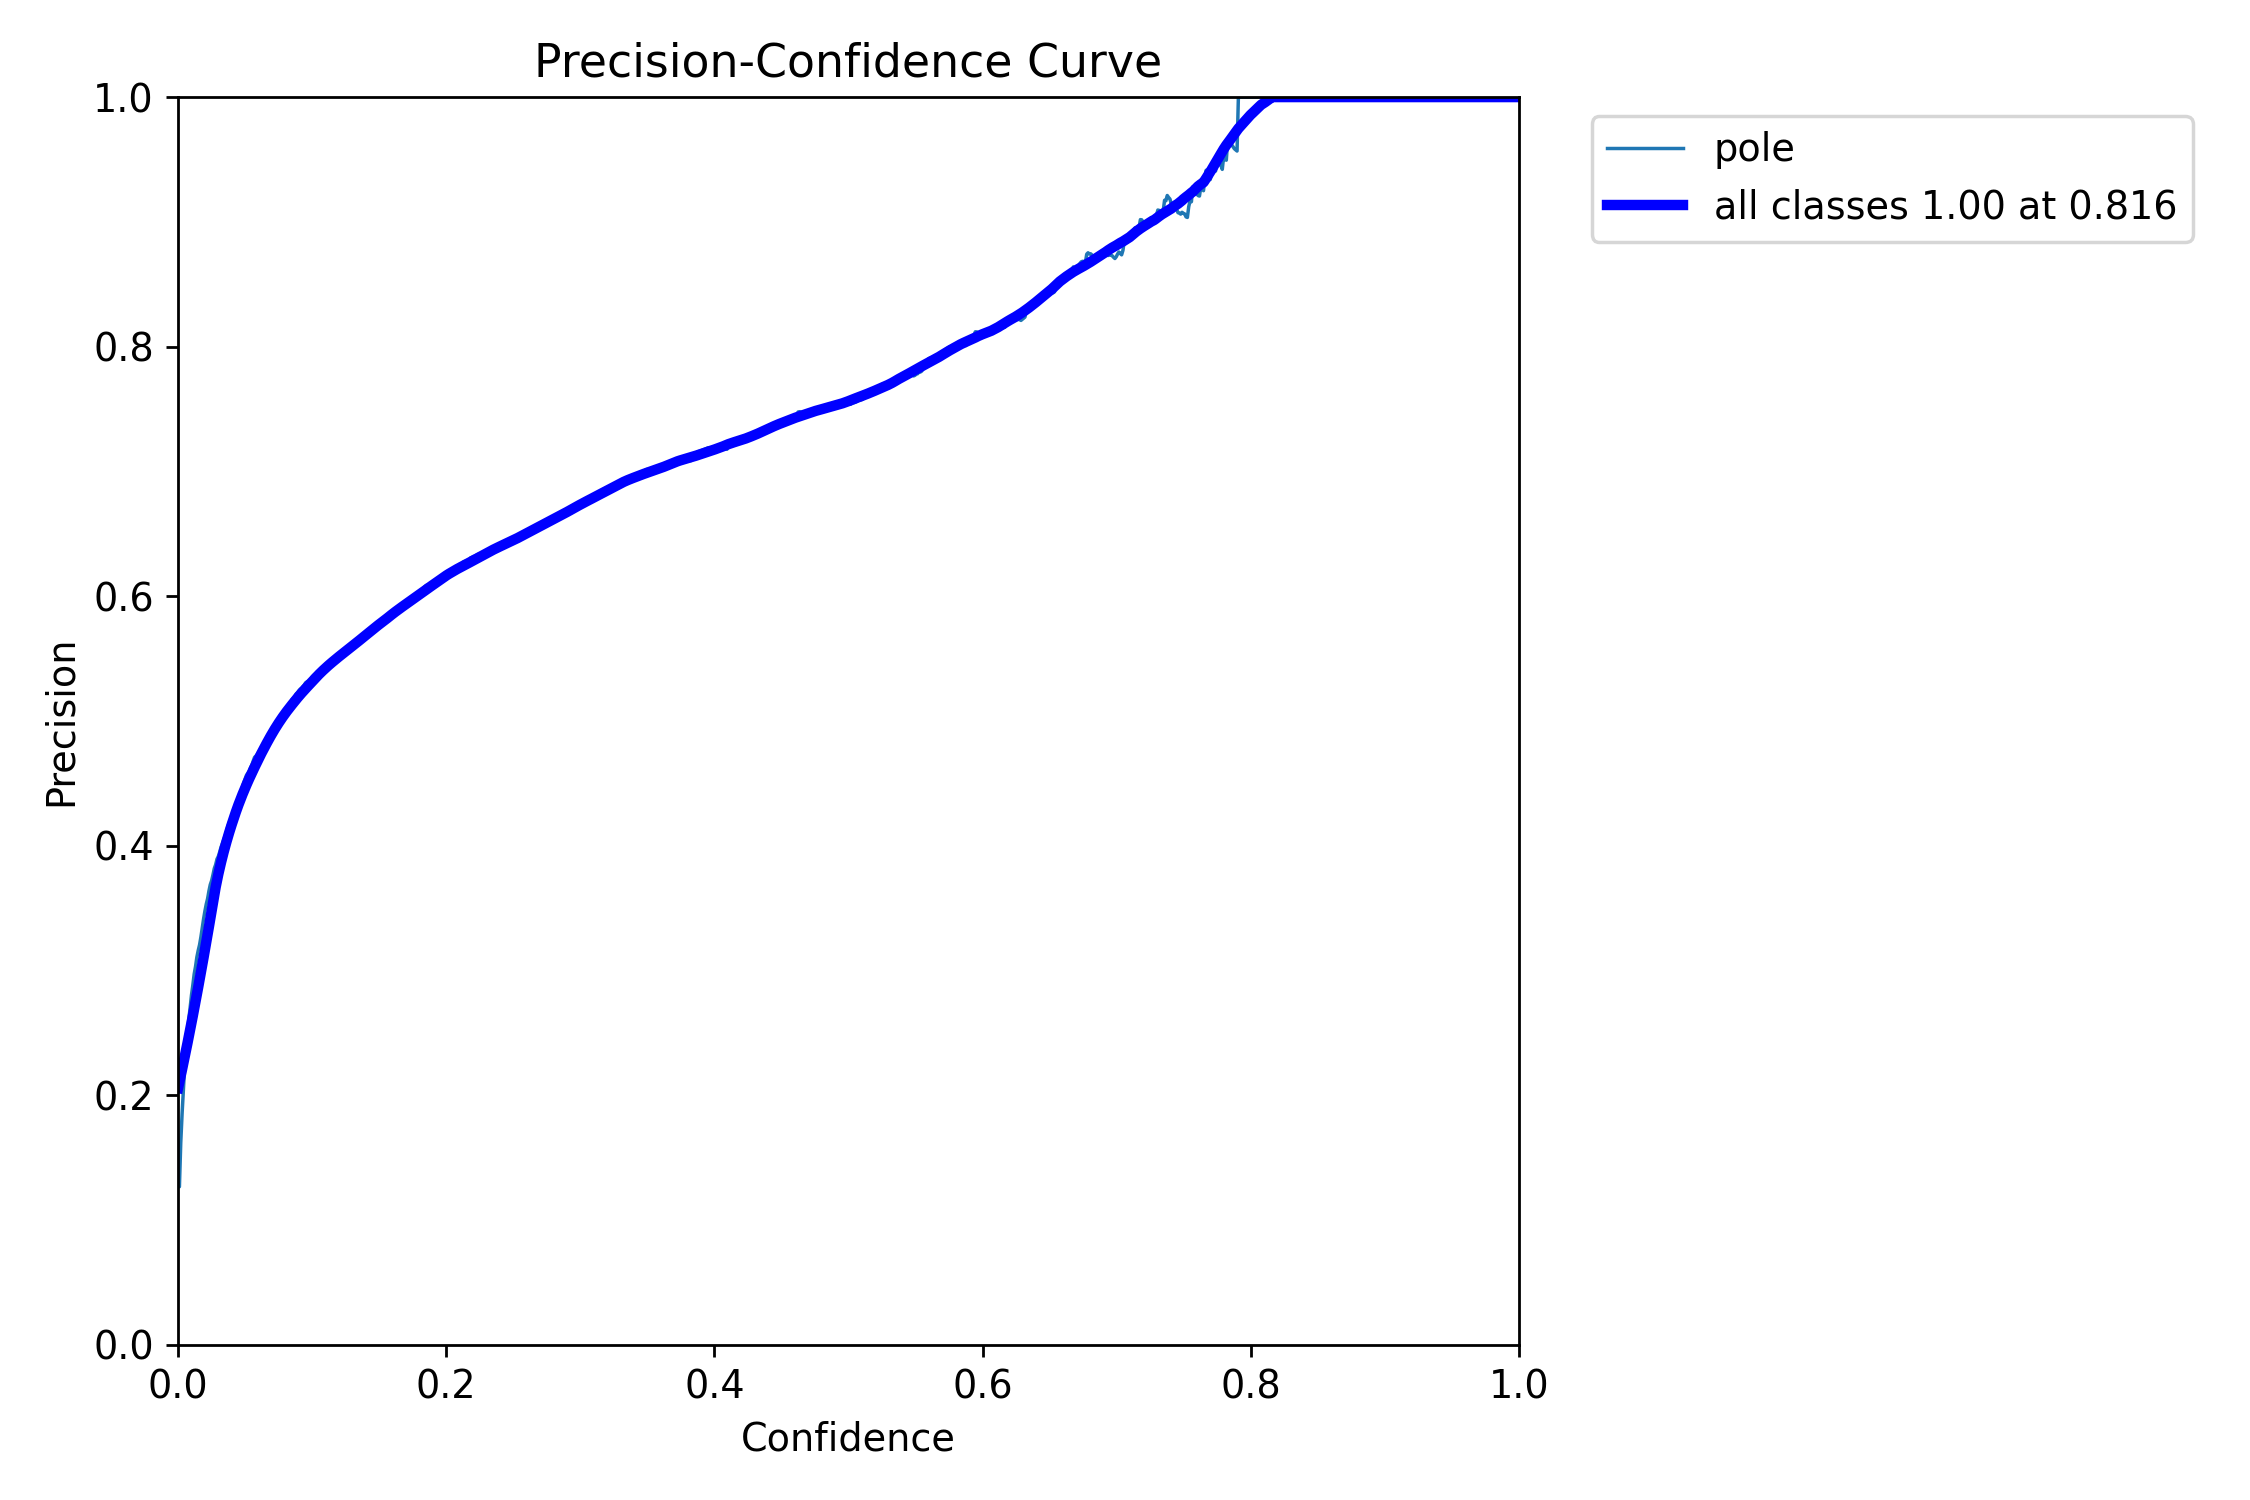 Precision-Confidence Curve
1.0
0.8
0.6
0.4
0.2
0.0
Precision
0.0 0.2 0.4 0.6 0.8 1.0
Confidence
pole
all classes 1.00 at 0.816